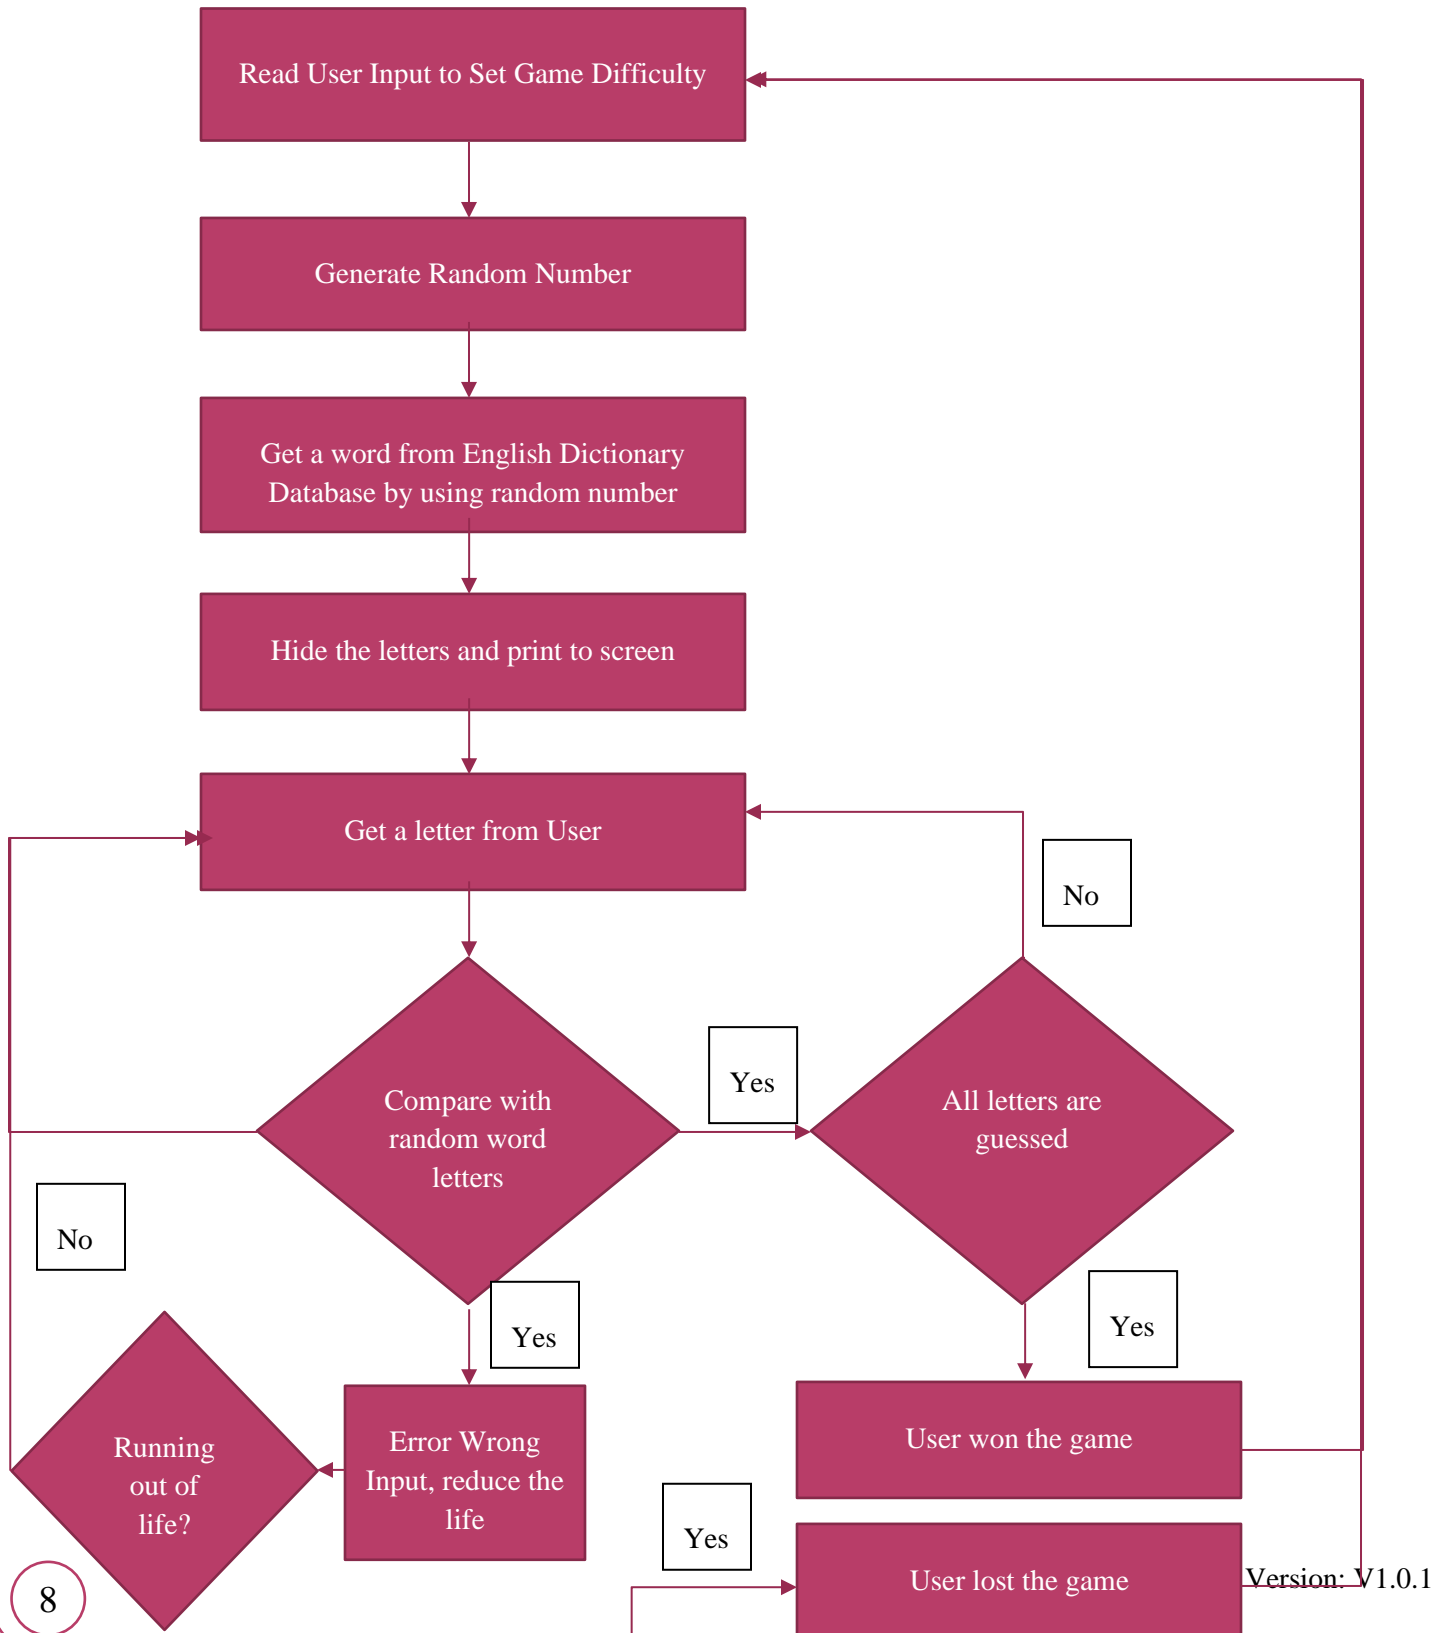 Read User Input to Set Game Difficulty
Generate Random Number
Get a word from English Dictionary
Database by using random number
Hide the letters and print to screen
Get a letter from User
No
Compare with
random word
letters
Yes
All letters are
guessed
No
Yes
Yes
Running
out of
life?
Error Wrong
Input, reduce the
life
User won the game
Yes
User lost the game
8
Version: V1.0.1